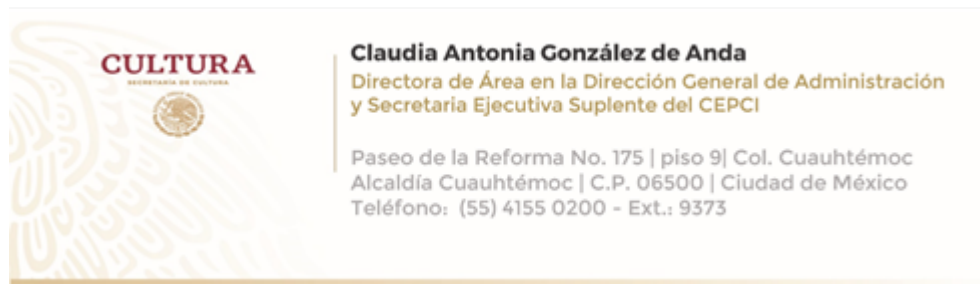 CULTURA
SECRETARÍA DE CULTURA
Claudia Antonia González de Anda
Directora de Área en la Dirección General de Administración
y Secretaria Ejecutiva Suplente del CEPCI
Paseo de la Reforma No. 175 | piso 9| Col. Cuauhtémoc
Alcaldía Cuauhtémoc | C.P. 06500 | Ciudad de México
Teléfono: (55) 4155 0200 - Ext.: 9373